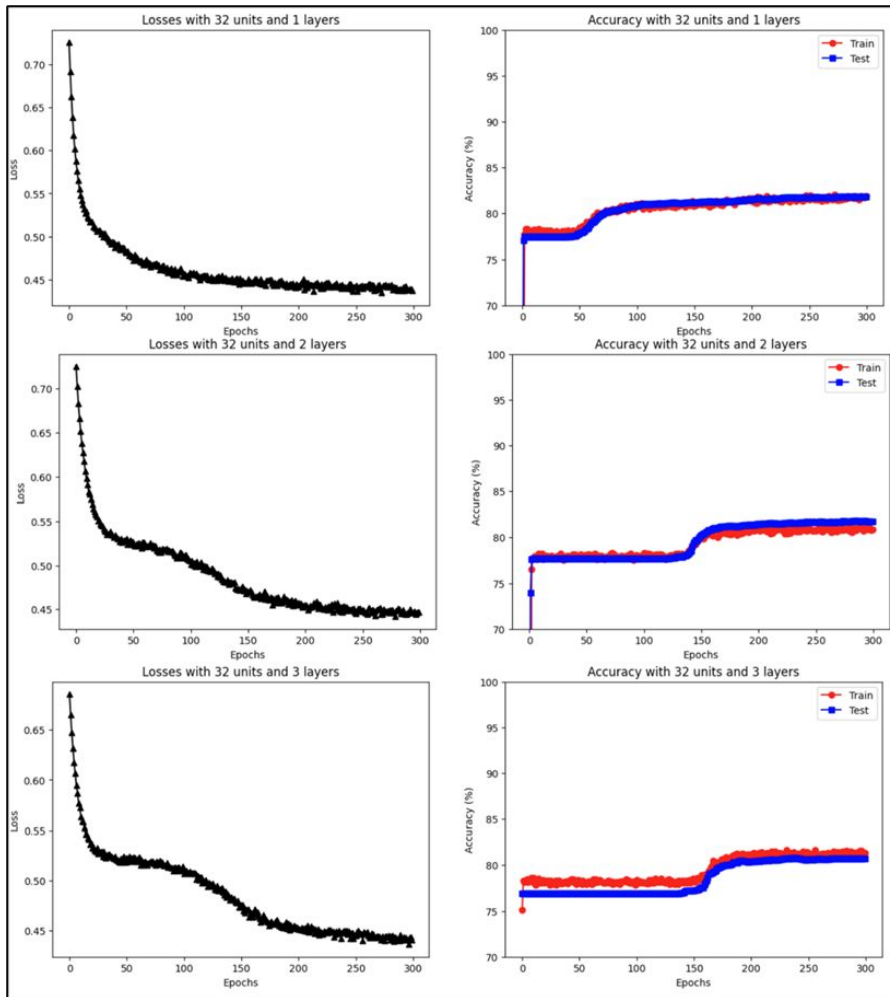 Losses with 32 units and 1 layers
0.70
0.65
0.60
0.55
0.50
0.45
Loss
0 50 100 150 200 250 300
Epochs
Accuracy with 32 units and 1 layers
100
95
90
85
80
75
70
Accuracy (%)
Train
Test
0 50 100 150 200 250 300
Epochs
Losses with 32 units and 2 layers
0.70
0.65
0.60
0.55
0.50
0.45
Loss
0 50 100 150 200 250 300
Epochs
Accuracy with 32 units and 2 layers
100
95
90
85
80
75
70
Accuracy (%)
Train
Test
0 50 100 150 200 250 300
Epochs
Losses with 32 units and 3 layers
0.65
0.60
0.55
0.50
0.45
Loss
0 50 100 150 200 250 300
Epochs
Accuracy with 32 units and 3 layers
100
95
90
85
80
75
70
Accuracy (%)
Train
Test
0 50 100 150 200 250 300
Epochs